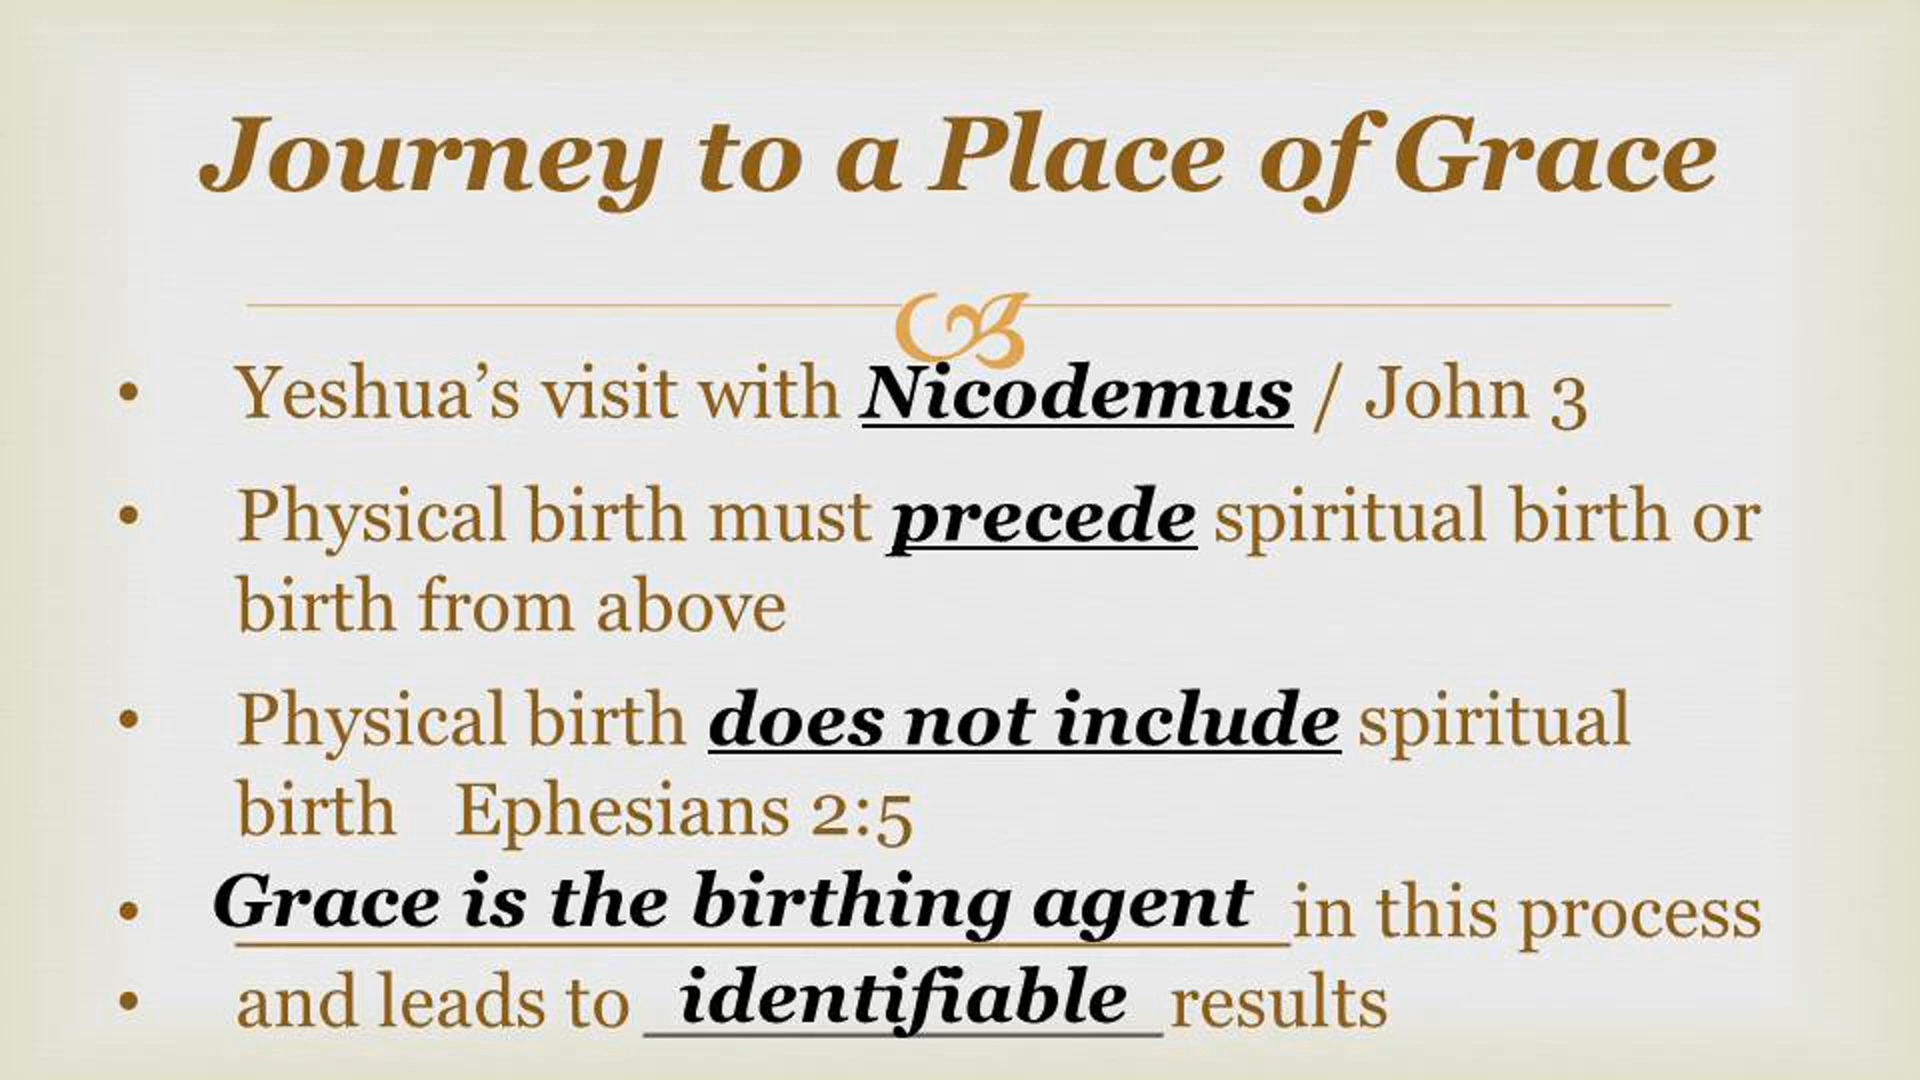 Journey to a Place of Grace
• Yeshua’s visit with Nicodemus / John 3
• Physical birth must precede spiritual birth or
birth from above
• Physical birth does not include spiritual
birth Ephesians 2:5
• Grace is the birthing agent in this process
• and leads to identifiable results